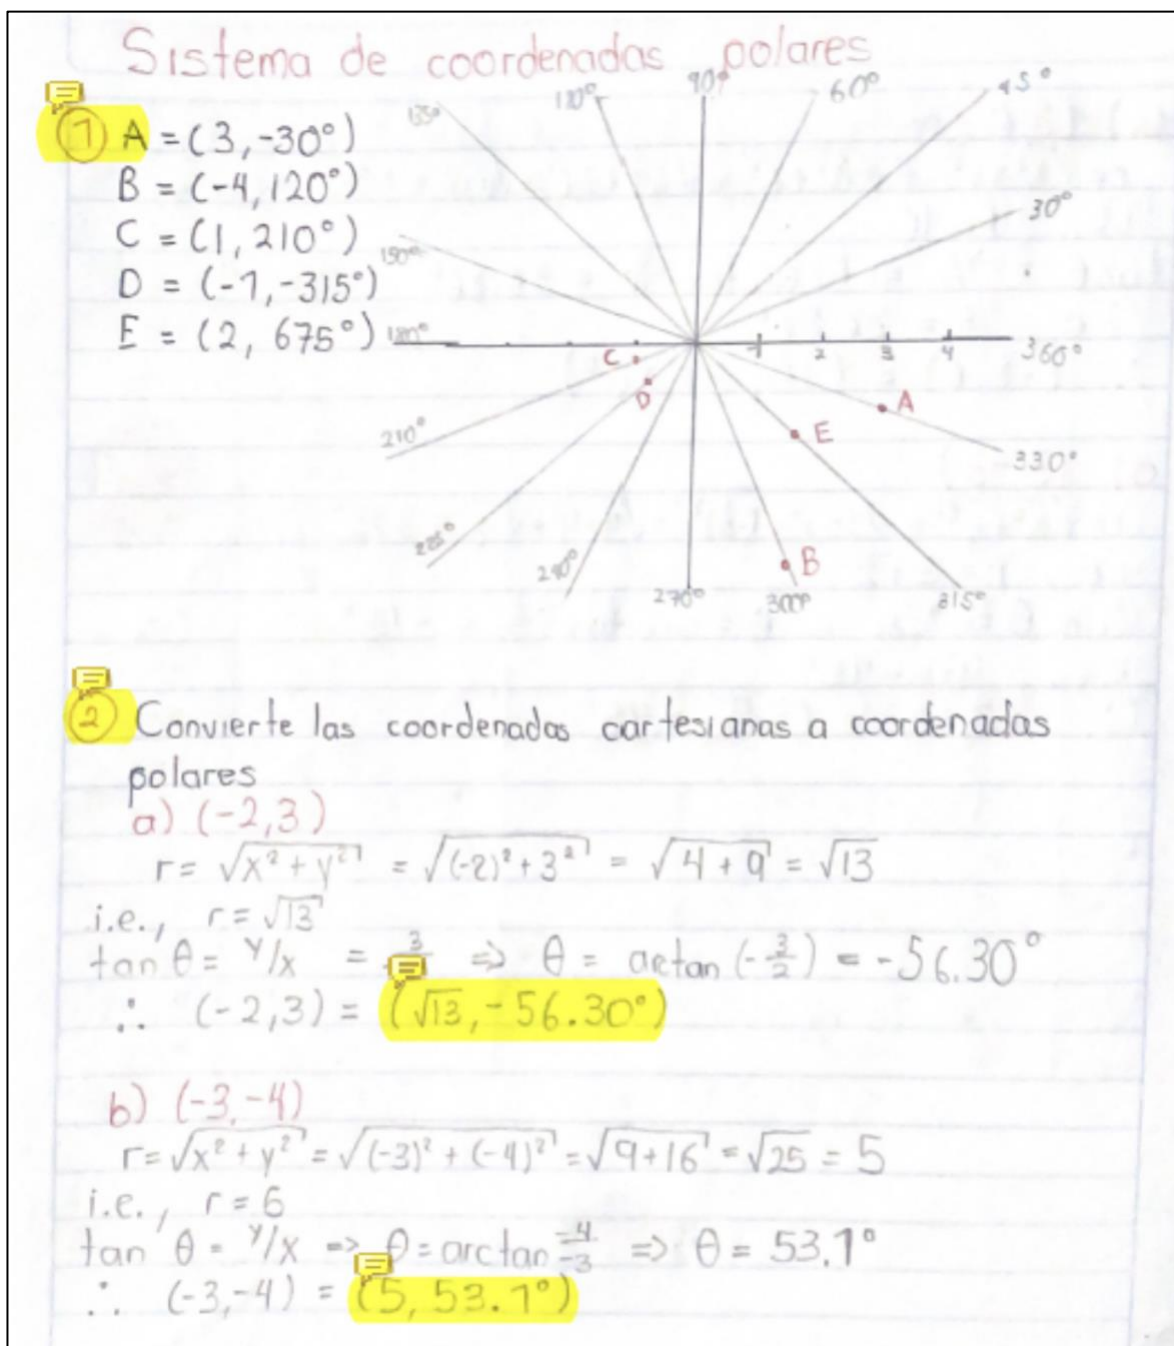 Sistema de coordenadas polares
① A = (3, -30°)
B = (-4, 120°)
C = (1, 210°)
D = (-1, -315°)
E = (2, 675°)
135°
120°
90°
60°
45°
30°
150°
180°
1 2 3 4
360°
C
D
A
E
B
210°
225°
240°
270°
300°
315°
330°
② Convierte las coordenadas cartesianas a coordenadas
polares
a) (-2,3)
r = √x² + y² = √(-2)² + 3² = √4 + 9 = √13
i.e., r = √13
tan θ = y/x = 3 ⇒ θ = arctan (-3/2) = -56.30°
∴ (-2,3) = (√13, -56.30°)
b) (-3,-4)
r = √x² + y² = √(-3)² + (-4)² = √9+16 = √25 = 5
i.e., r = 6
tan θ = y/x => θ = arctan -4/-3 => θ = 53.1°
∴ (-3,-4) = (5, 53.1°)